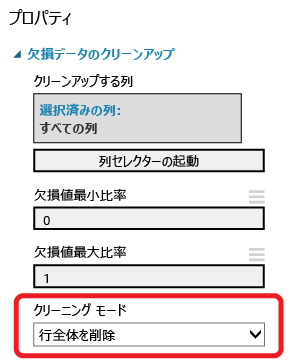 プロパティ
欠損データのクリーンアップ
クリーンアップする列
選択済みの列:
すべての列
列セレクターの起動
欠損値最小比率
0
欠損値最大比率
1
クリーニング モード
行全体を削除